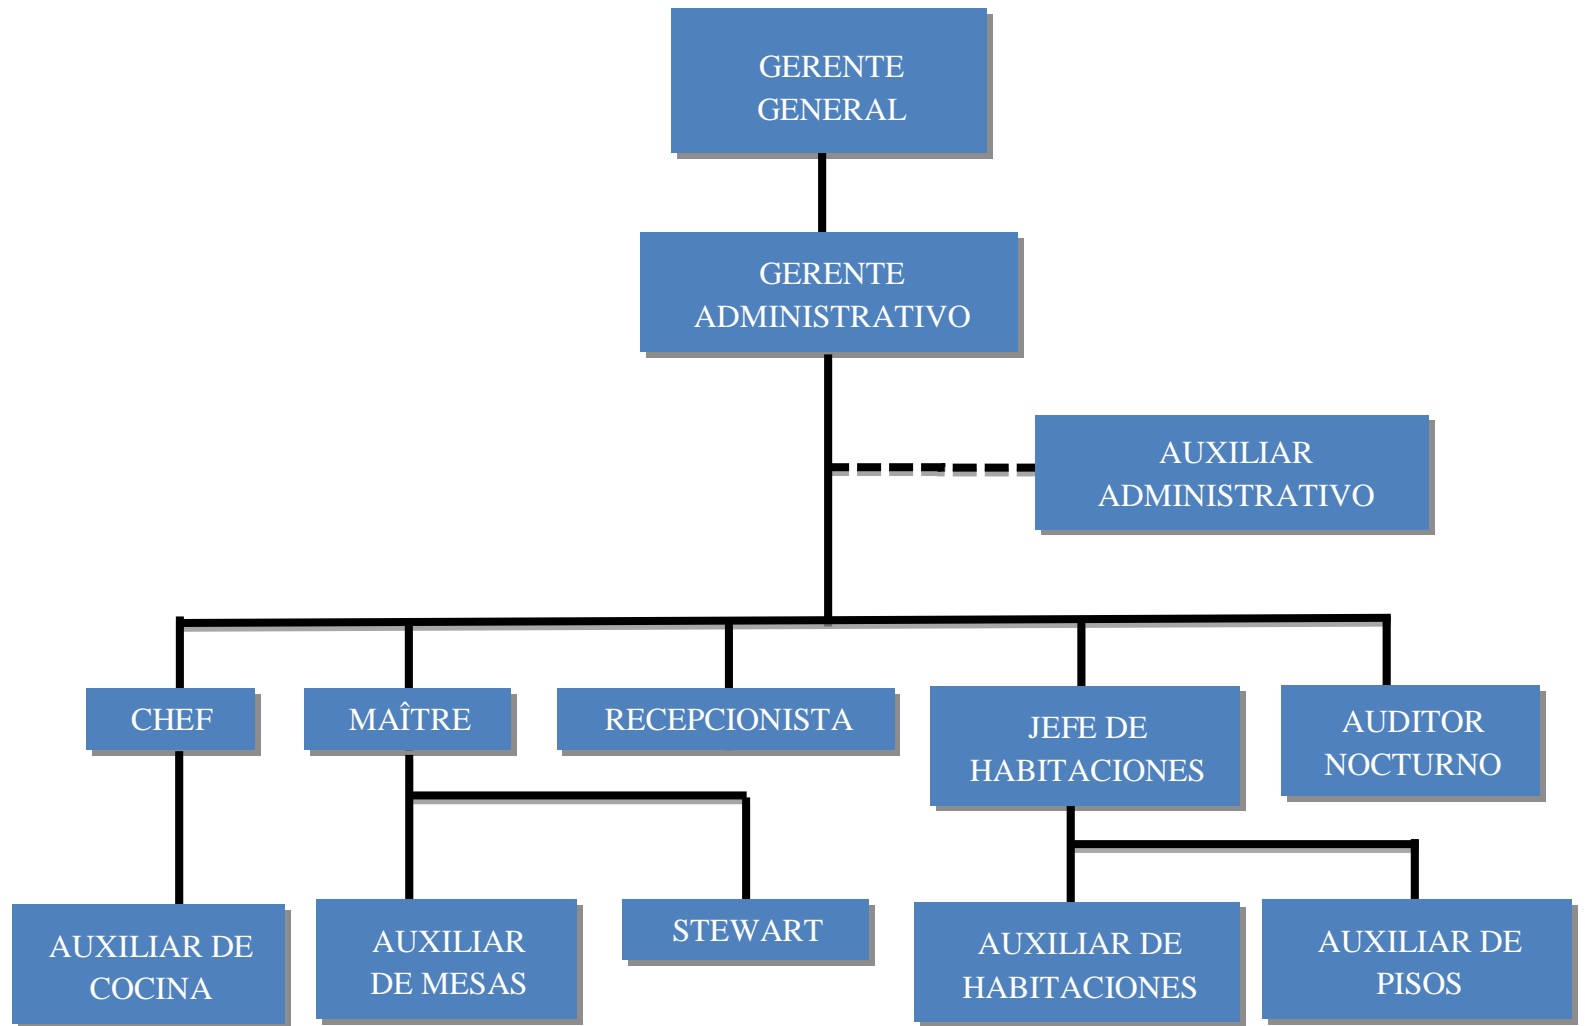 GERENTE
GENERAL
GERENTE
ADMINISTRATIVO
AUXILIAR
ADMINISTRATIVO
CHEF
MAÎTRE
RECEPCIONISTA
JEFE DE
HABITACIONES
AUDITOR
NOCTURNO
AUXILIAR DE
COCINA
AUXILIAR
DE MESAS
STEWART
AUXILIAR DE
HABITACIONES
AUXILIAR DE
PISOS